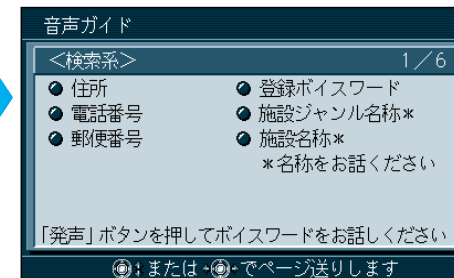 音声ガイド
<検索系> 1/6
住所 登録ボイスワード
電話番号 施設ジャンル名称*
郵便番号 施設名称*
*名称をお話ください
「発声」ボタンを押してボイスワードをお話しください
または でページ送りします